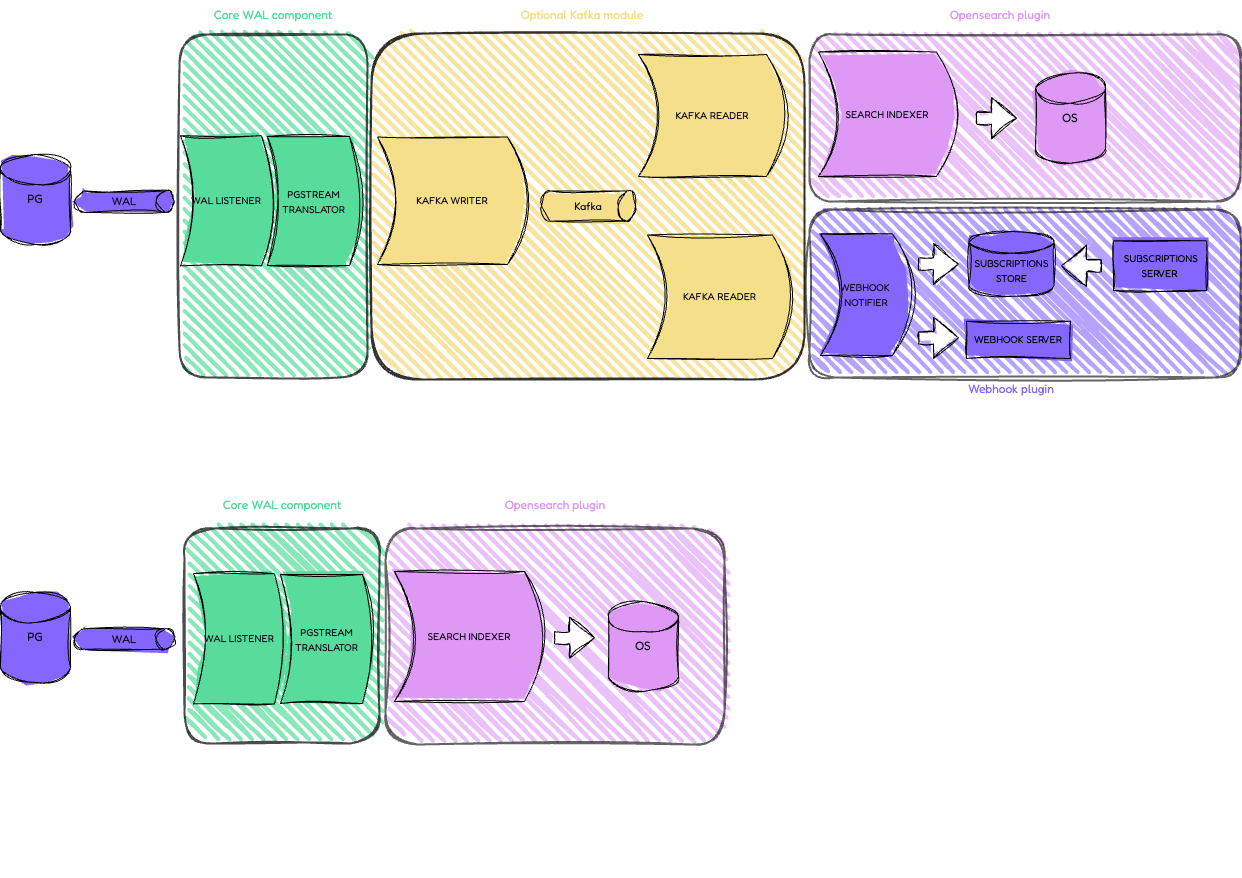 Core WAL component
Optional Kafka module
Opensearch plugin
PG
WAL
WAL LISTENER
PGSTREAM
TRANSLATOR
KAFKA WRITER
Kafka
KAFKA READER
KAFKA READER
SEARCH INDEXER
OS
WEBHOOK
NOTIFIER
SUBSCRIPTIONS
STORE
SUBSCRIPTIONS
SERVER
WEBHOOK SERVER
Webhook plugin
Core WAL component
Opensearch plugin
PG
WAL
WAL LISTENER
PGSTREAM
TRANSLATOR
SEARCH INDEXER
OS